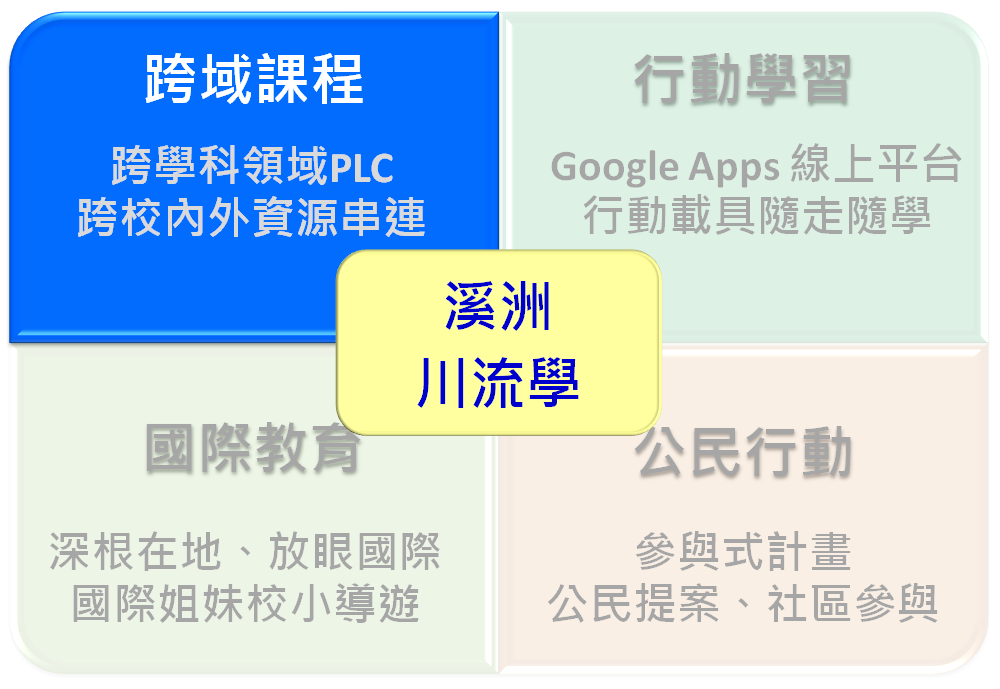 跨域課程
跨學科領域PLC
跨校內外資源串連
行動學習
Google Apps 線上平台
行動載具隨走隨學
溪洲
川流學
國際教育
深根在地、放眼國際
國際姐妹校小導遊
公民行動
參與式計畫
公民提案、社區參與